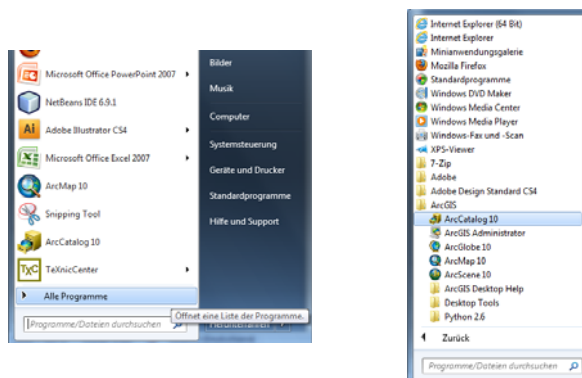 Microsoft Office PowerPoint 2007
NetBeans IDE 6.9.1
Adobe Illustrator CS4
Microsoft Office Excel 2007
ArcMap 10
Snipping Tool
ArcCatalog 10
TeXnicCenter
Alle Programme
Programme/Dateien durchsuchen
Bilder
Musik
Computer
Systemsteuerung
Geräte und Drucker
Standardprogramme
Hilfe und Support
Öffnet eine Liste der Programme.
Herunterfahren
Internet Explorer (64 Bit)
Internet Explorer
Minianwendungsgalerie
Mozilla Firefox
Standardprogramme
Windows DVD Maker
Windows Media Center
Windows Media Player
Windows-Fax und -Scan
XPS-Viewer
7-Zip
Adobe
Adobe Design Standard CS4
ArcGIS
ArcCatalog 10
ArcGIS Administrator
ArcGlobe 10
ArcMap 10
ArcScene 10
ArcGIS Desktop Help
Desktop Tools
Python 2.6
Zurück
Programme/Dateien durchsuchen